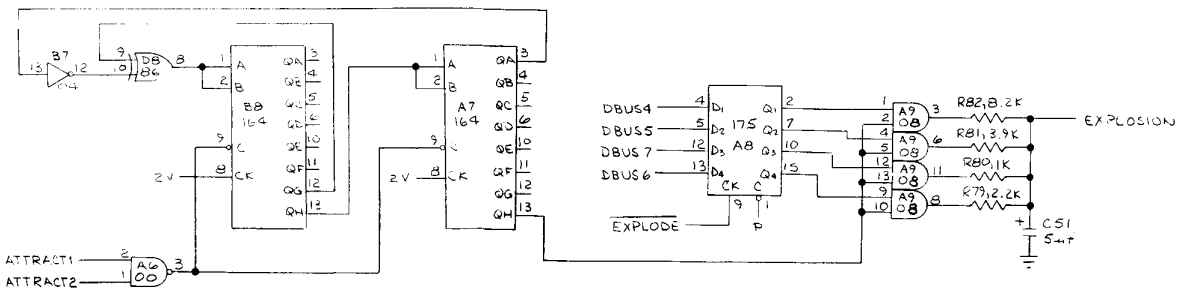 13
B7
04
12
9
10
D8
86
8
1
2
A
B
B8
164
9
C
8
CK
2V
QA
3
QB
4
QC
5
QD
6
QE
10
QF
11
QG
12
QH
13
1
2
A
B
A7
164
9
C
8
CK
2V
QA
3
QB
4
QC
5
QD
6
QE
10
QF
11
QG
12
QH
13
DBUS4
DBUS5
DBUS7
DBUS6
4
5
12
13
D1
D2
D3
D4
175
A8
Q1
Q2
Q3
Q4
2
7
10
15
CK
C
9
1
EXPLODE
P
1
2
A9
08
3
4
5
A9
08
6
12
13
A9
08
11
9
10
A9
08
8
R82,8.2K
R81,3.9K
R80,1K
R79,2.2K
EXPLOSION
+
C51
ATTRACT1
ATTRACT2
2
1
A6
00
3